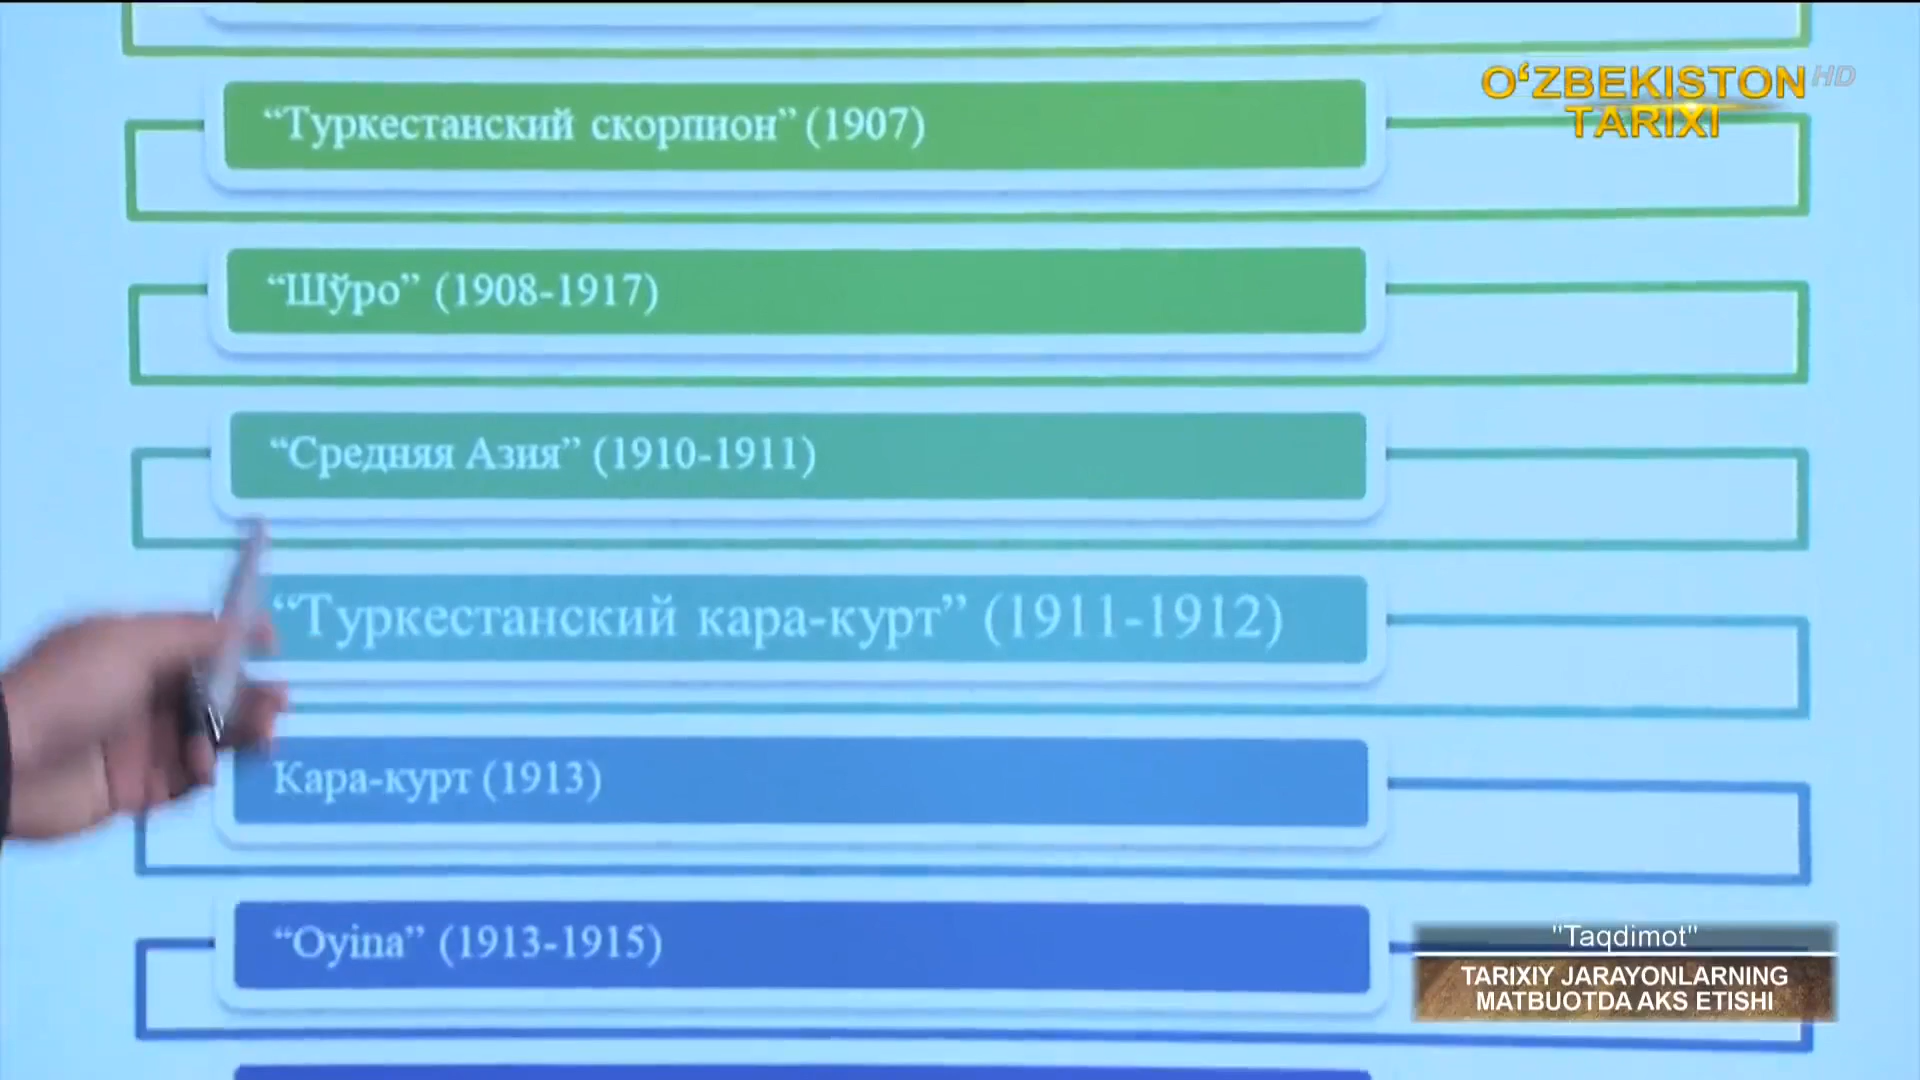 O‘ZBEKISTON HD
TARIXI
“Туркестанский скорпион” (1907)
“Шўро” (1908-1917)
“Средняя Азия” (1910-1911)
“Туркестанский кара-курт” (1911-1912)
Кара-курт (1913)
“Oyina” (1913-1915)
"Taqdimot"
TARIXIY JARAYONLARNING
MATBUOTDA AKS ETISHI